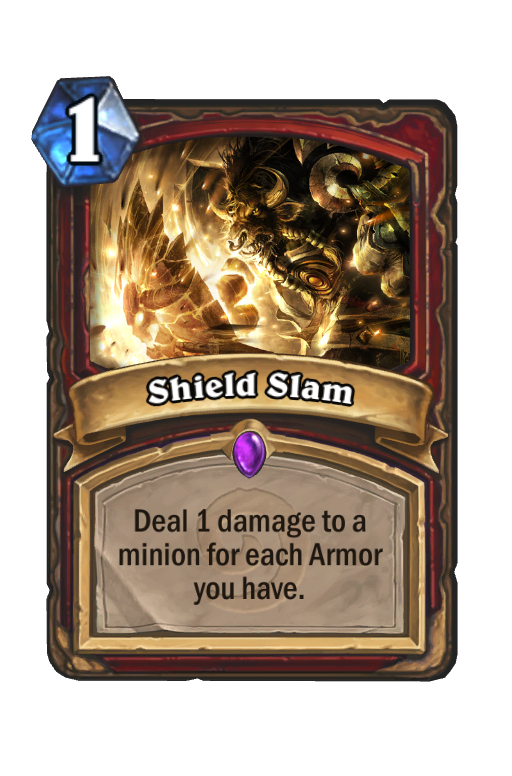 1
Shield Slam
Deal 1 damage to a
minion for each Armor
you have.